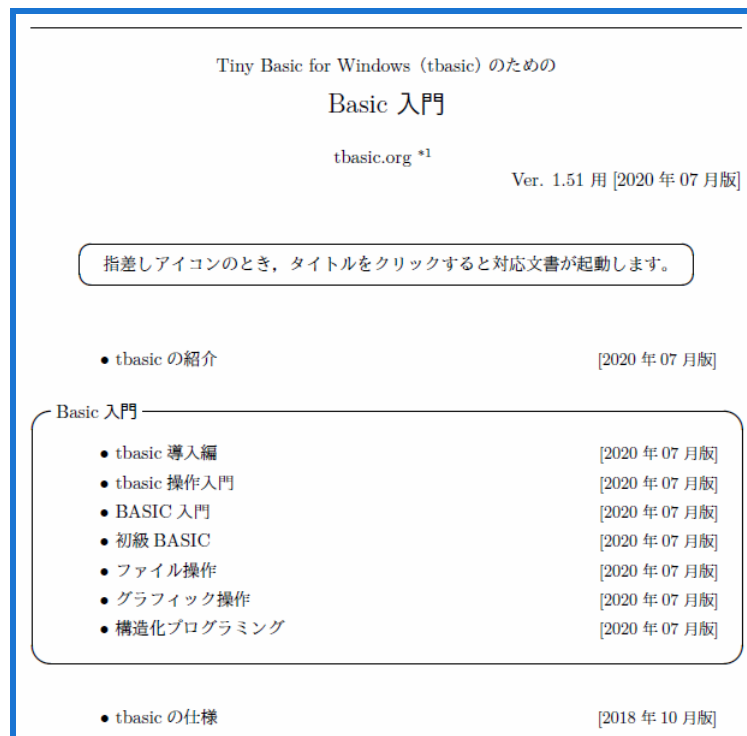 Tiny Basic for Windows (tbasic) のための
Basic 入門
tbasic.org *1
Ver. 1.51 用 [2020 年 07 月版]
指差しアイコンのとき，タイトルをクリックすると対応文書が起動します。
• tbasic の紹介 [2020 年 07 月版]
Basic 入門
• tbasic 導入編 [2020 年 07 月版]
• tbasic 操作入門 [2020 年 07 月版]
• BASIC 入門 [2020 年 07 月版]
• 初級 BASIC [2020 年 07 月版]
• ファイル操作 [2020 年 07 月版]
• グラフィック操作 [2020 年 07 月版]
• 構造化プログラミング [2020 年 07 月版]
• tbasic の仕様 [2018 年 10 月版]